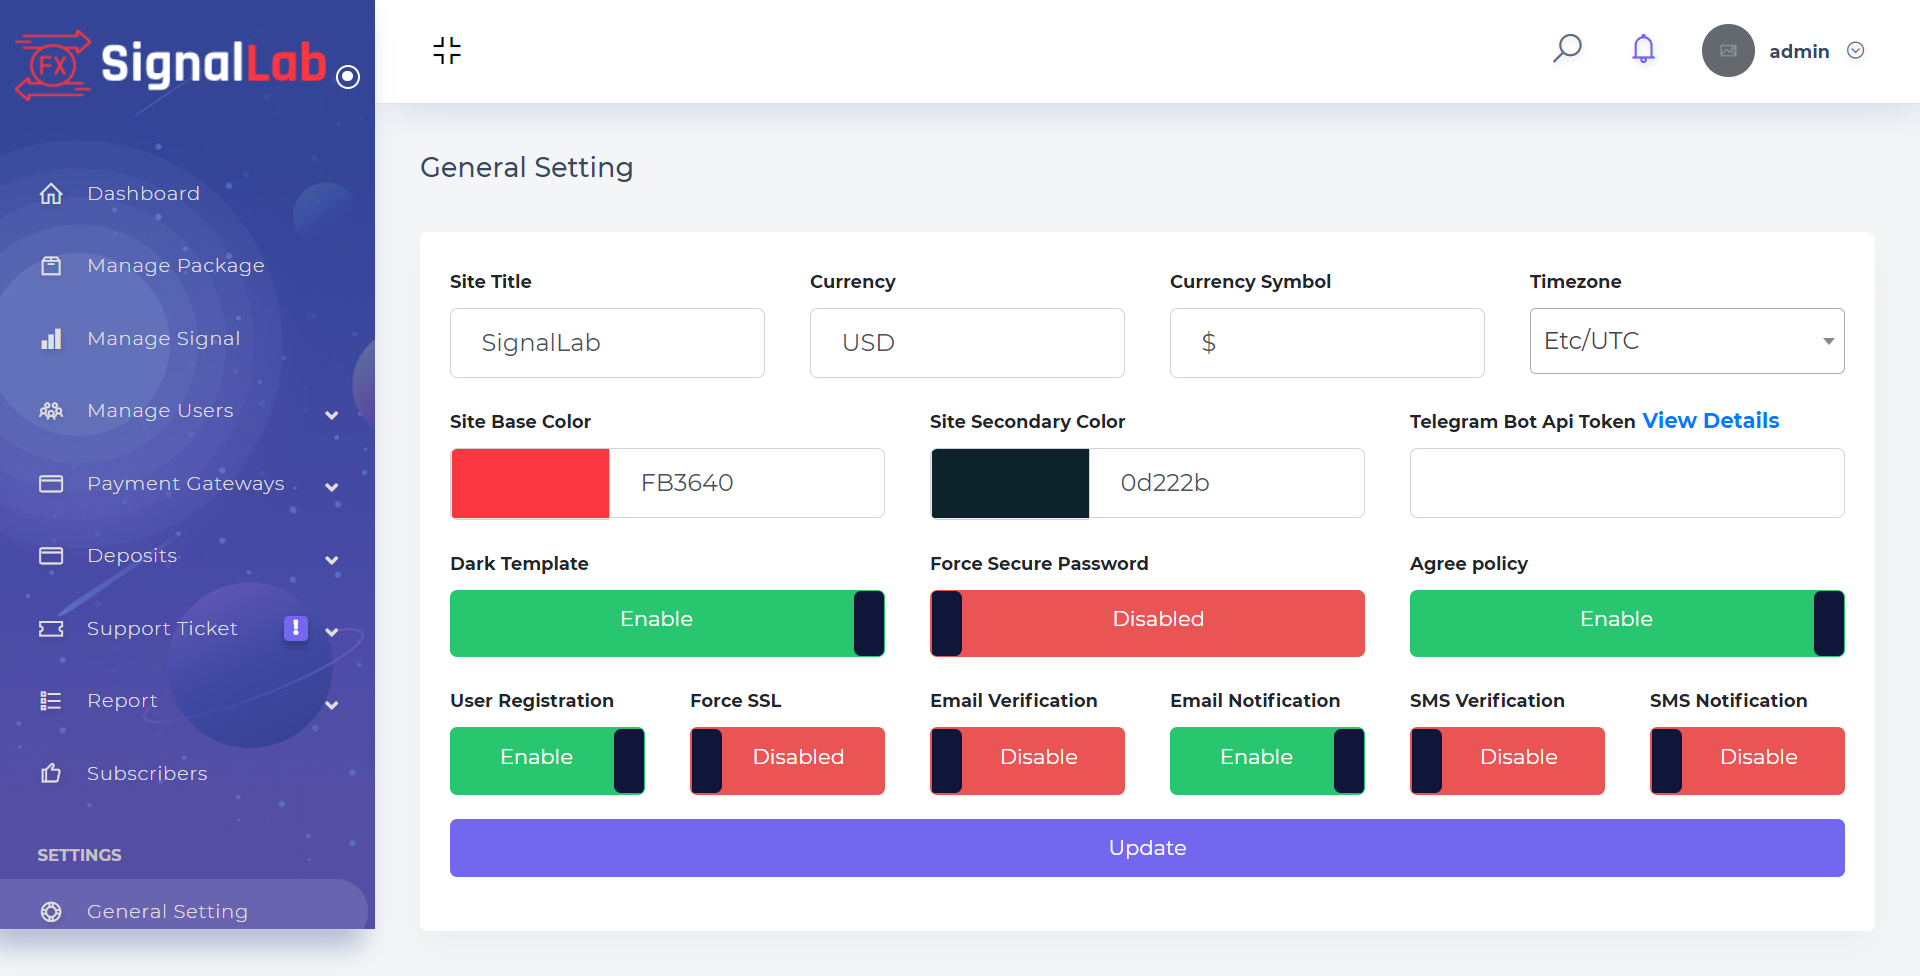 FX SignalLab
admin
Dashboard
Manage Package
Manage Signal
Manage Users
Payment Gateways
Deposits
Support Ticket !
Report
Subscribers
SETTINGS
General Setting
General Setting
Site Title Currency Currency Symbol Timezone
SignalLab USD $ Etc/UTC
Site Base Color Site Secondary Color Telegram Bot Api Token View Details
FB3640 0d222b
Dark Template Force Secure Password Agree policy
Enable Disabled Enable
User Registration Force SSL Email Verification Email Notification SMS Verification SMS Notification
Enable Disabled Disable Enable Disable Disable
Update